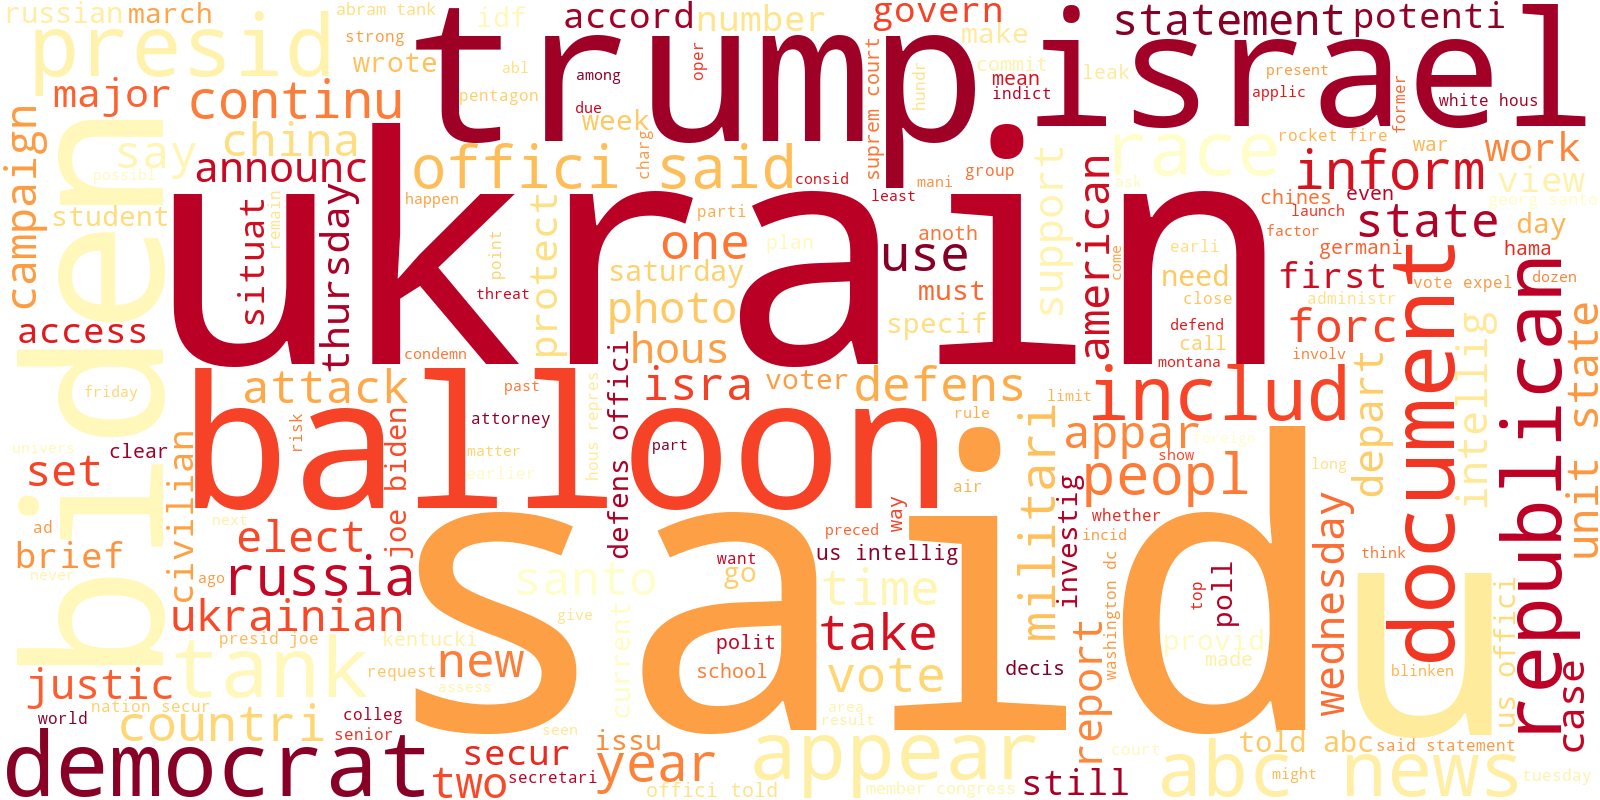 russian march abram tank idf accord number govern statement potenti
presid strong wrote trump israel make
abl oper among pentagon due week
commit leak mean indict present applic former white hous
major continu hundr suprem court
campaign say china announc offici said charg race rocket fire war work
possibl student situat thursday remain happen protect
consid least mani group support ask american chines inform view
even georg santo launch state day
biden ukrain point parti plan anoth
one use saturday come earli factor germani hama
threat photo must need first vote expel dozen
close administr
access condemn hous specif defend call forc
montana involv document republican unit state
friday attack past isra voter defens includ limit
balloon attorney hous repres rule depart intellig
univers clear civilian risk joe biden matter defens offici part appar foreign show
set earlier militari peopl long
air investig whether
ad next elect way preced incid
brief never ago russia want us intellig think
said u
santo go time wednesday
ukrainian give top poll
presid joe kentucki current polit take washington dc provid
tank request new school decis made blinken us offici
justic assess vote report
nation secur area case
world countri colleg result
senior seen court told abc said statement
democrat secur issu appear
two secretari year offici told member congress still abc news might tuesday